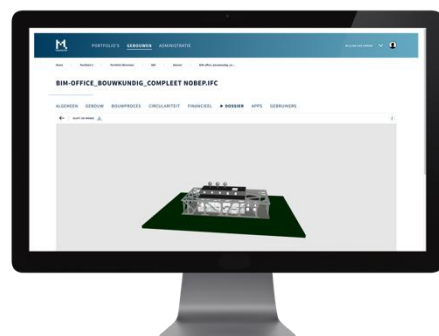 M.
PORTFOLIO'S GEBOUWEN ADMINISTRATIE
BIM-OFFICE_BOUWKUNDIG_COMPLEET NOBEP.IFC
ALGEMEEN GEBOUW BOUWPROCES CIRCULARITEIT FINANCIEEL ▸ DOSSIER APPS GEBRUIKERS